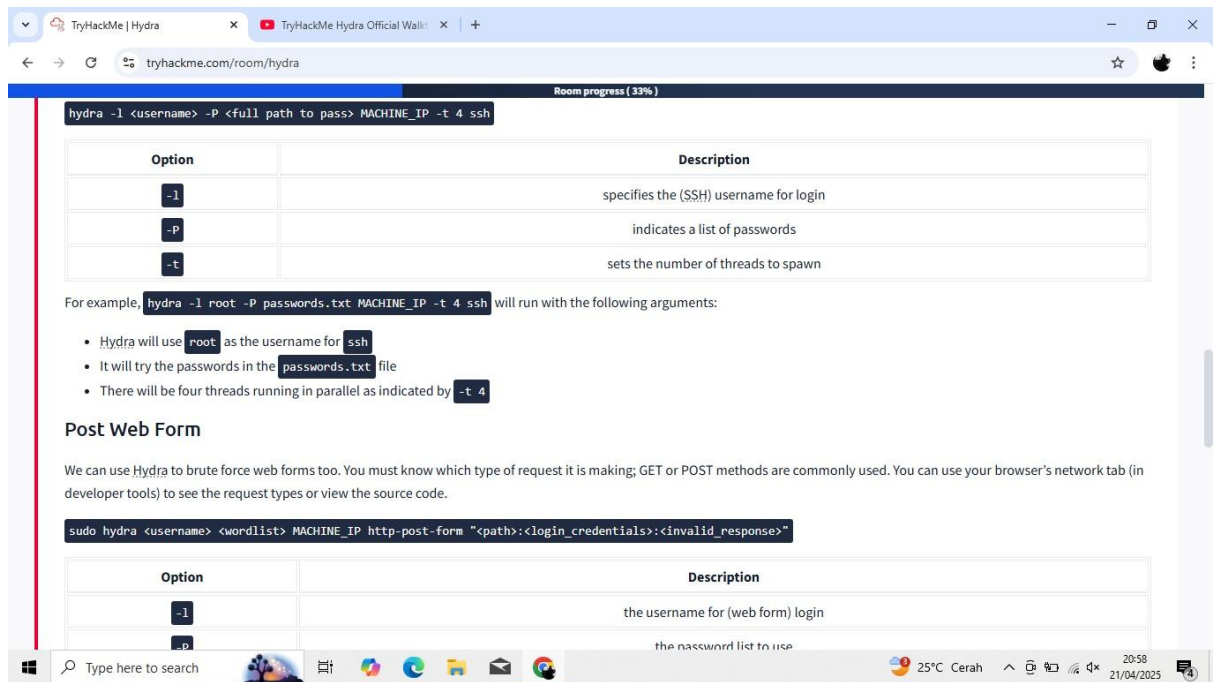 TryHackMe | Hydra
TryHackMe Hydra Official Walkt
tryhackme.com/room/hydra
Room progress ( 33% )
hydra -l <username> -P <full path to pass> MACHINE_IP -t 4 ssh
Option Description
-l specifies the (SSH) username for login
-P indicates a list of passwords
-t sets the number of threads to spawn
For example, hydra -l root -P passwords.txt MACHINE_IP -t 4 ssh will run with the following arguments:
• Hydra will use root as the username for ssh
• It will try the passwords in the passwords.txt file
• There will be four threads running in parallel as indicated by -t 4
Post Web Form
We can use Hydra to brute force web forms too. You must know which type of request it is making; GET or POST methods are commonly used. You can use your browser’s network tab (in
developer tools) to see the request types or view the source code.
sudo hydra <username> <wordlist> MACHINE_IP http-post-form "<path>:<login_credentials>:<invalid_response>"
Option Description
-l the username for (web form) login
-P the password list to use
Type here to search
25°C Cerah
20:58
21/04/2025
4